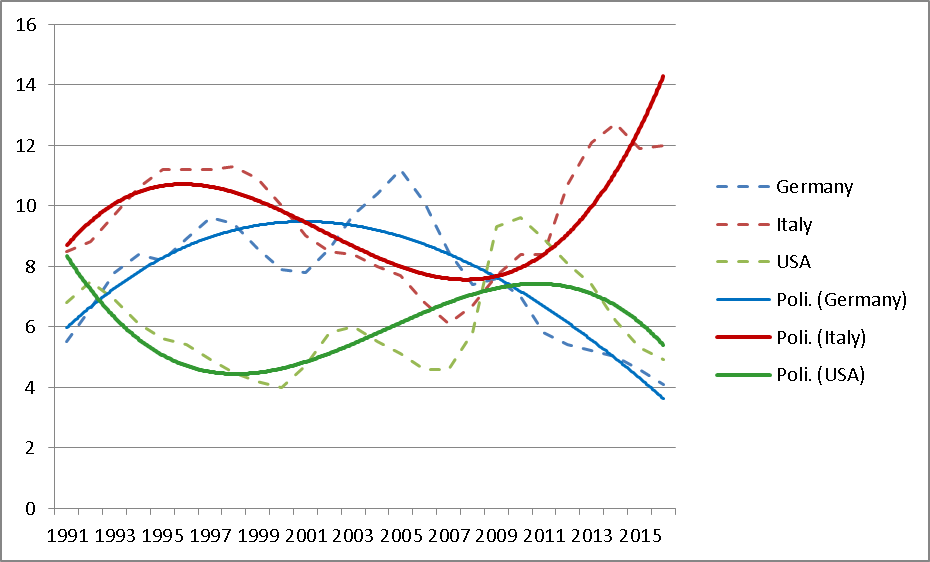 16
14
12
10
8
6
4
2
0
1991 1993 1995 1997 1999 2001 2003 2005 2007 2009 2011 2013 2015
Germany
Italy
USA
Poli. (Germany)
Poli. (Italy)
Poli. (USA)